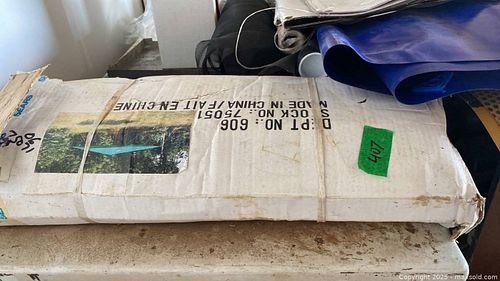 DEPT NO.: 606
STOCK NO.: 75051
MADE IN CHINA/FAIT EN CHINE
407
Copyright 2025 - maxsold.com